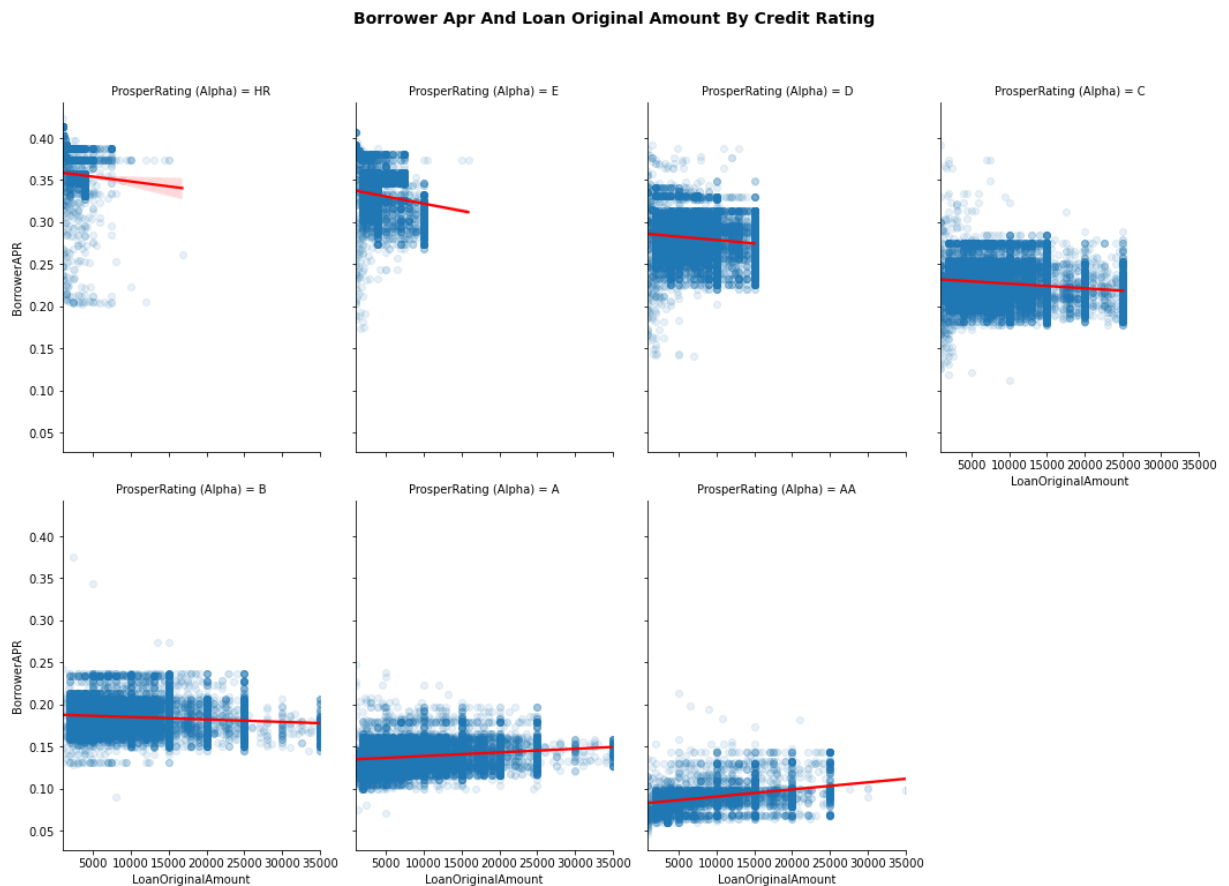 Borrower Apr And Loan Original Amount By Credit Rating
ProsperRating (Alpha) = HR
ProsperRating (Alpha) = E
ProsperRating (Alpha) = D
ProsperRating (Alpha) = C
0.40
0.35
0.30
0.25
0.20
0.15
0.10
0.05
BorrowerAPR
5000 10000 15000 20000 25000 30000 35000
LoanOriginalAmount
ProsperRating (Alpha) = B
ProsperRating (Alpha) = A
ProsperRating (Alpha) = AA
0.40
0.35
0.30
0.25
0.20
0.15
0.10
0.05
BorrowerAPR
5000 10000 15000 20000 25000 30000 35000
LoanOriginalAmount
5000 10000 15000 20000 25000 30000 35000
LoanOriginalAmount
5000 10000 15000 20000 25000 30000 35000
LoanOriginalAmount